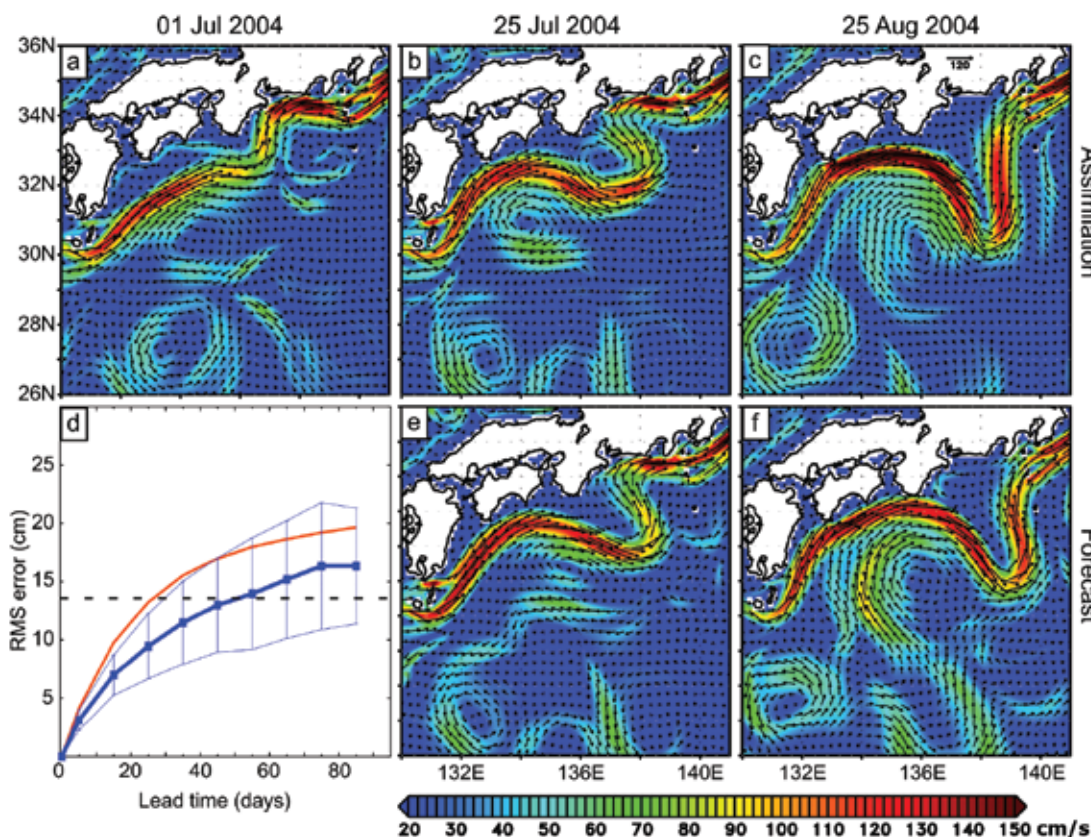 01 Jul 2004 25 Jul 2004 25 Aug 2004
36N a b c 120
34N
32N
30N
28N
26N
Assimilation
d e f
25
20
15
10
5
RMS error (cm)
0 20 40 60 80
Lead time (days)
132E 136E 140E 132E 136E 140E
Forecast
20 30 40 50 60 70 80 90 100 110 120 130 140 150 cm/s